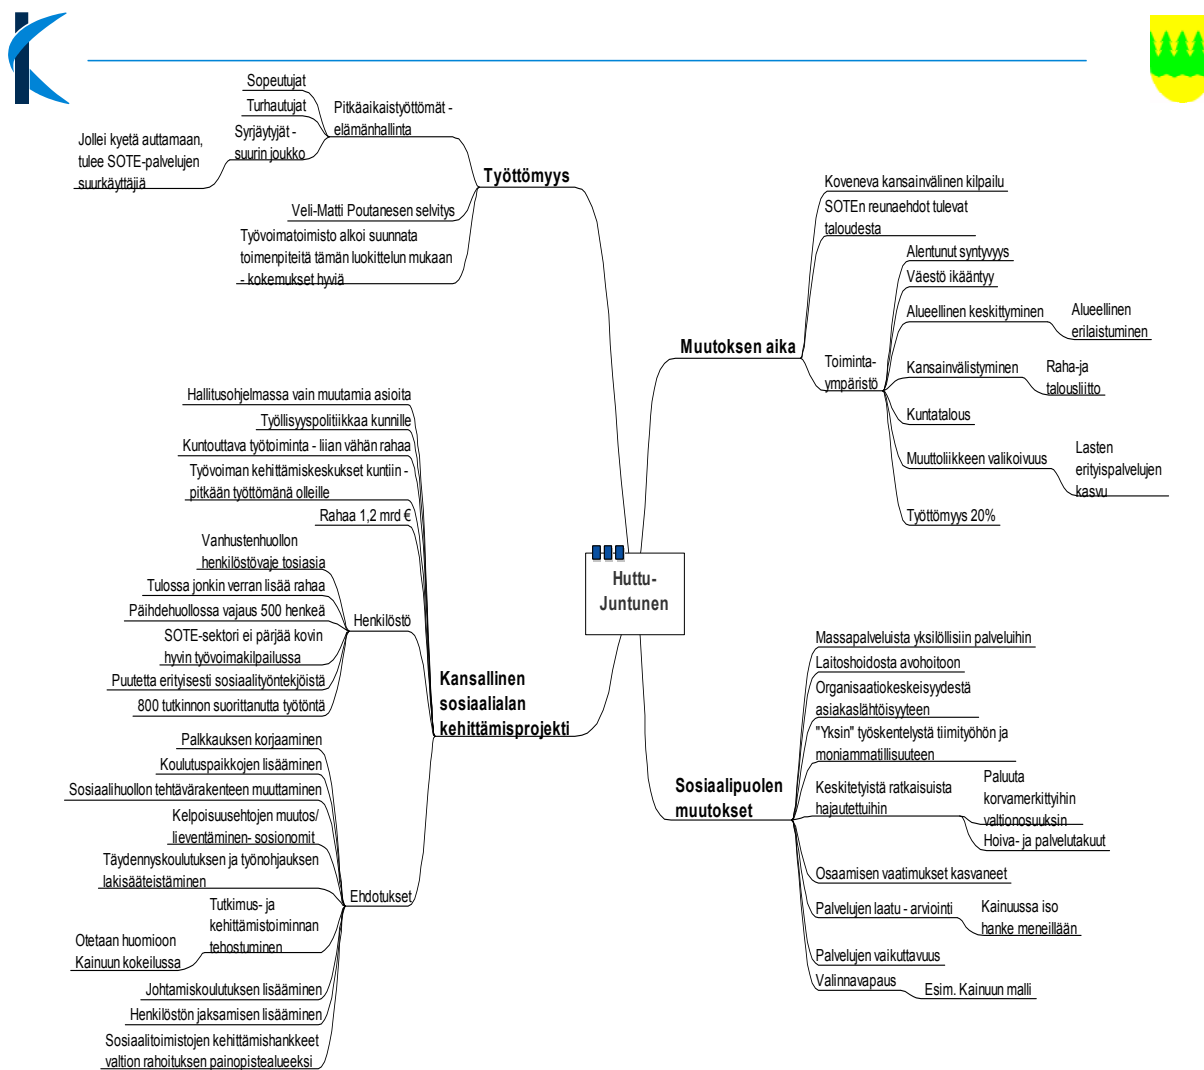 Sopeutujat
Turhautujat
Syrjäytyjät -
suurin joukko
Jollei kyetä auttamaan,
tulee SOTE-palvelujen
suurkäyttäjiä
Pitkäaikaistyöttömät -
elämänhallinta
Työttömyys
Veli-Matti Poutanesen selvitys
Työvoimatoimisto alkoi suunnata
toimenpiteitä tämän luokittelun mukaan
- kokemukset hyviä
Koveneva kansainvälinen kilpailu
SOTEn reunaehdot tulevat
taloudesta
Alentunut syntyvyys
Väestö ikääntyy
Alueellinen keskittyminen
Alueellinen
erilaistuminen
Muutoksen aika
Toiminta-
ympäristö
Kansainvälistyminen
Raha-ja
talousliitto
Kuntatalous
Muuttoliikkeen valikoivuus
Lasten
erityispalvelujen
kasvu
Työttömyys 20%
Huttu-
Juntunen
Hallitusohjelmassa vain muutamia asioita
Työllisyyspolitiikkaa kunnille
Kuntouttava työtoiminta - liian vähän rahaa
Työvoiman kehittämiskeskukset kuntiin -
pitkään työttömänä olleille
Rahaa 1,2 mrd €
Vanhustenhuollon
henkilöstövaje tosiasia
Tulossa jonkin verran lisää rahaa
Päihdehuollossa vajaus 500 henkeä
SOTE-sektori ei pärjää kovin
hyvin työvoimakilpailussa
Puutetta erityisesti sosiaalityöntekjöistä
800 tutkinnon suorittanutta työtöntä
Henkilöstö
Kansallinen
sosiaalialan
kehittämisprojekti
Palkkauksen korjaaminen
Koulutuspaikkojen lisääminen
Sosiaalihuollon tehtävärakenteen muuttaminen
Kelpoisuusehtojen muutos/
lieventäminen- sosionomit
Täydennyskoulutuksen ja työnohjauksen
lakisääteistäminen
Tutkimus- ja
kehittämistoiminnan
tehostuminen
Otetaan huomioon
Kainuun kokeilussa
Johtamiskoulutuksen lisääminen
Henkilöstön jaksamisen lisääminen
Sosiaalitoimistojen kehittämishankkeet
valtion rahoituksen painopistealueeksi
Ehdotukset
Massapalveluista yksilöllisiin palveluihin
Laitoshoidosta avohoitoon
Organisaatiokeskeisyydestä
asiakaslähtöisyyteen
"Yksin" työskentelystä tiimityöhön ja
moniammatillisuuteen
Sosiaalipuolen
muutokset
Keskitetyistä ratkaisuista
hajautettuihin
Paluuta
korvamerkittyihin
valtionosuuksin
Hoiva- ja palvelutakuut
Osaamisen vaatimukset kasvaneet
Palvelujen laatu - arviointi
Kainuussa iso
hanke meneillään
Palvelujen vaikuttavuus
Valinnavapaus
Esim. Kainuun malli